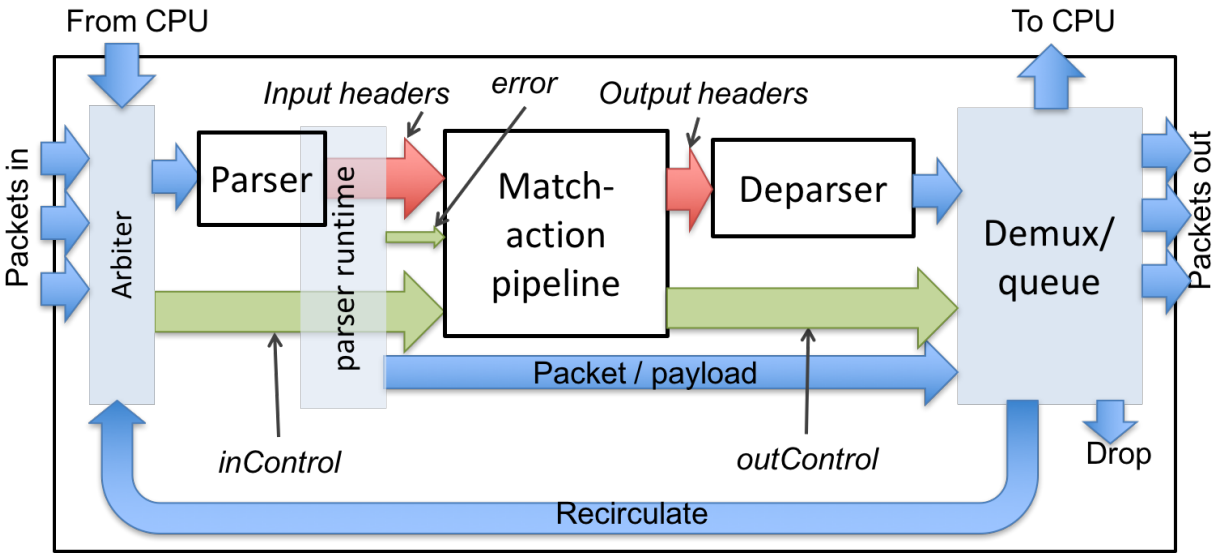 From CPU
To CPU
Input headers
error
Output headers
Packets in
Arbiter
Parser
parser runtime
Match-
action
pipeline
Deparser
Demux/
queue
Packets out
Packet / payload
inControl
outControl
Drop
Recirculate